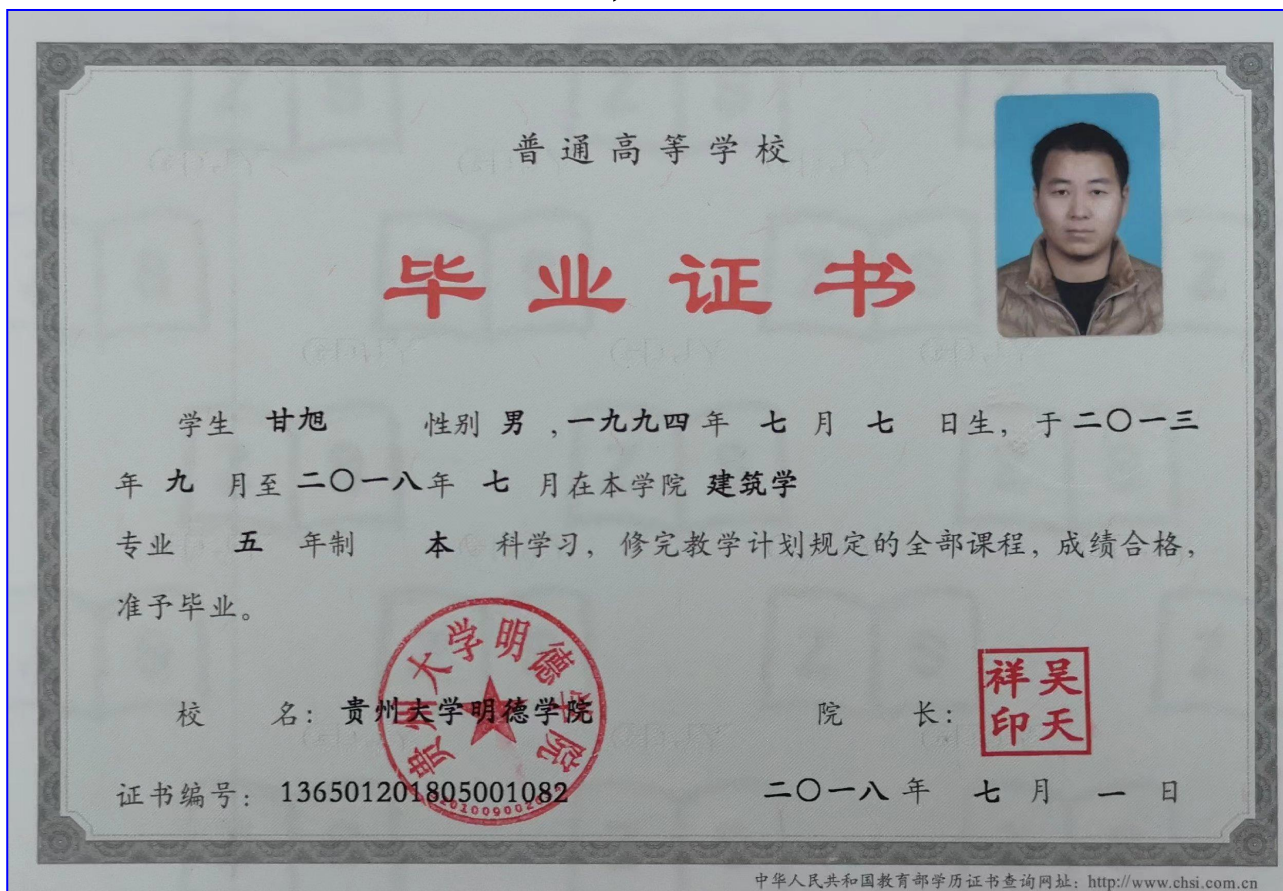 普通高等学校
毕业证书
学生 甘旭 性别 男 ,一九九四 年 七 月 七 日生，于 二〇一三
年 九 月至 二〇一八 年 七 月在本学院 建筑学
专业 五 年制 本 科学习，修完教学计划规定的全部课程，成绩合格，
准予毕业。
贵州大学明德学院
校 名：贵州大学明德学院 院 长：
吴天祥印
证书编号：136501201805001082 二〇一八 年 七 月 一 日
中华人民共和国教育部学历证书查询网址：http://www.chsi.com.cn